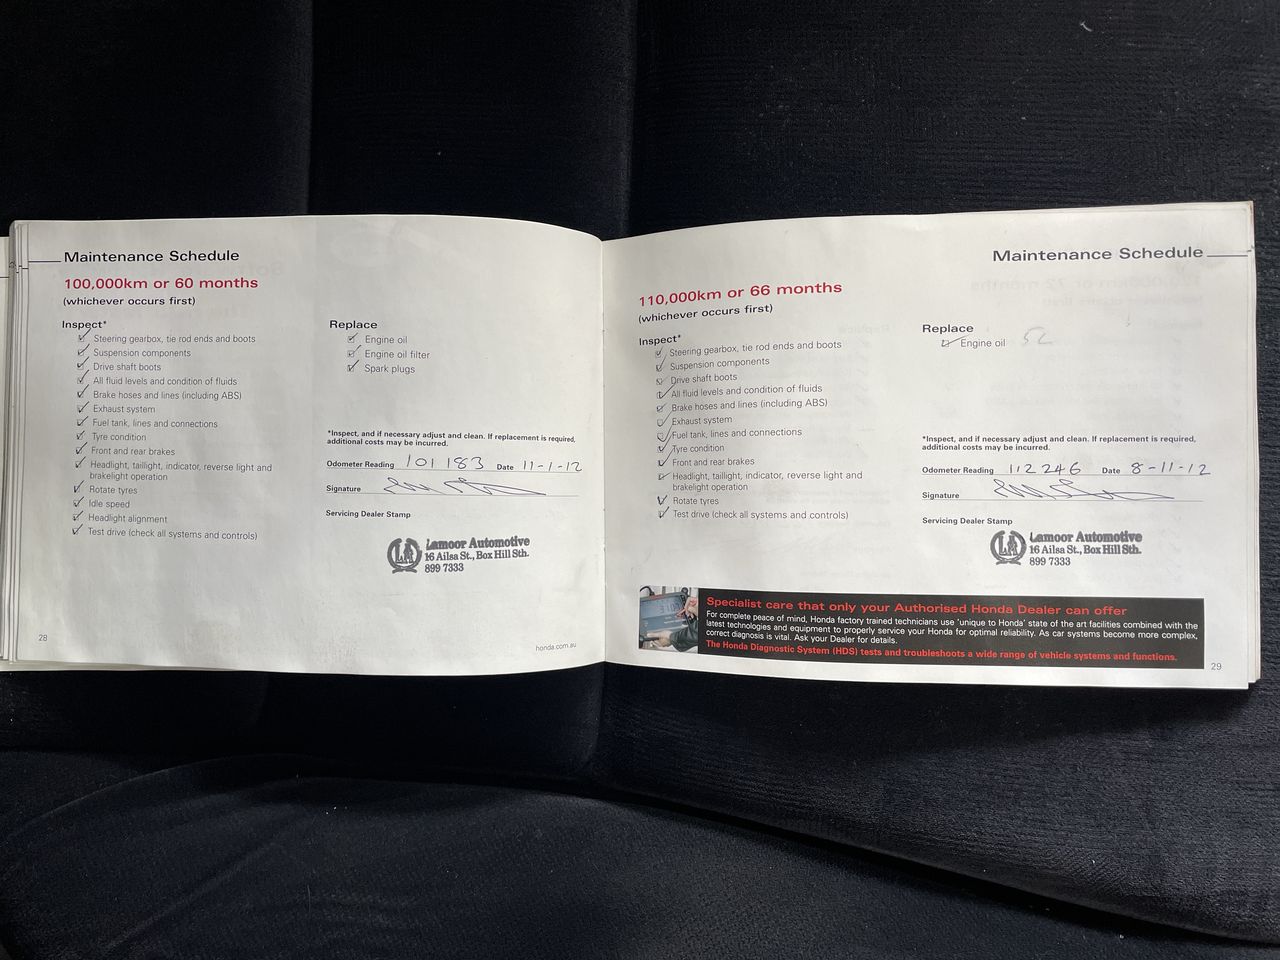 Maintenance Schedule
100,000km or 60 months
(whichever occurs first)
Inspect*
Steering gearbox, tie rod ends and boots
Suspension components
Drive shaft boots
All fluid levels and condition of fluids
Brake hoses and lines (including ABS)
Exhaust system
Fuel tank, lines and connections
Tyre condition
Front and rear brakes
Headlight, taillight, indicator, reverse light and
brakelight operation
Rotate tyres
Idle speed
Headlight alignment
Test drive (check all systems and controls)
Replace
Engine oil
Engine oil filter
Spark plugs
*Inspect, and if necessary adjust and clean. If replacement is required,
additional costs may be incurred.
Odometer Reading 101 183 Date 11-1-12
Signature
Servicing Dealer Stamp
Lamoor Automotive
16 Ailsa St., Box Hill Sth.
899 7333
28
honda.com.au
Maintenance Schedule
110,000km or 66 months
(whichever occurs first)
Inspect*
Steering gearbox, tie rod ends and boots
Suspension components
Drive shaft boots
All fluid levels and condition of fluids
Brake hoses and lines (including ABS)
Exhaust system
Fuel tank, lines and connections
Tyre condition
Front and rear brakes
Headlight, taillight, indicator, reverse light and
brakelight operation
Rotate tyres
Test drive (check all systems and controls)
Replace
Engine oil
*Inspect, and if necessary adjust and clean. If replacement is required,
additional costs may be incurred.
Odometer Reading 112 246 Date 8-11-12
Signature
Servicing Dealer Stamp
Lamoor Automotive
16 Ailsa St., Box Hill Sth.
899 7333
Specialist care that only your Authorised Honda Dealer can offer
For complete peace of mind, Honda factory trained technicians use 'unique to Honda' state of the art facilities combined with the
latest technologies and equipment to properly service your Honda for optimal reliability. As car systems become more complex,
correct diagnosis is vital. Ask your Dealer for details.
The Honda Diagnostic System (HDS) tests and troubleshoots a wide range of vehicle systems and functions.
29